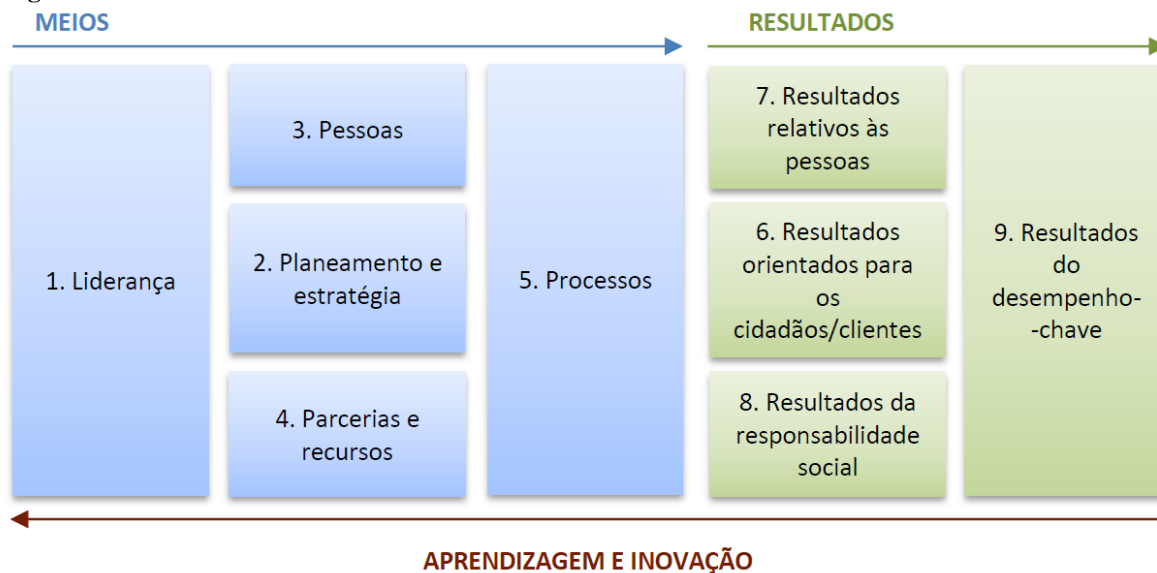 MEIOS
RESULTADOS
1. Liderança
3. Pessoas
2. Planeamento e
estratégia
4. Parcerias e
recursos
5. Processos
7. Resultados
relativos às
pessoas
6. Resultados
orientados para
os
cidadãos/clientes
8. Resultados da
responsabilidade
social
9. Resultados
do
desempenho-
-chave
APRENDIZAGEM E INOVAÇÃO